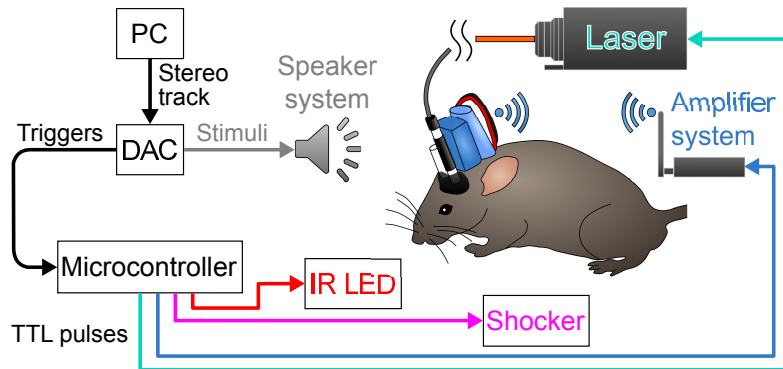 PC
Stereo
track
Speaker
system
Laser
Amplifier
system
Triggers
DAC
Stimuli
Microcontroller
IR LED
Shocker
TTL pulses